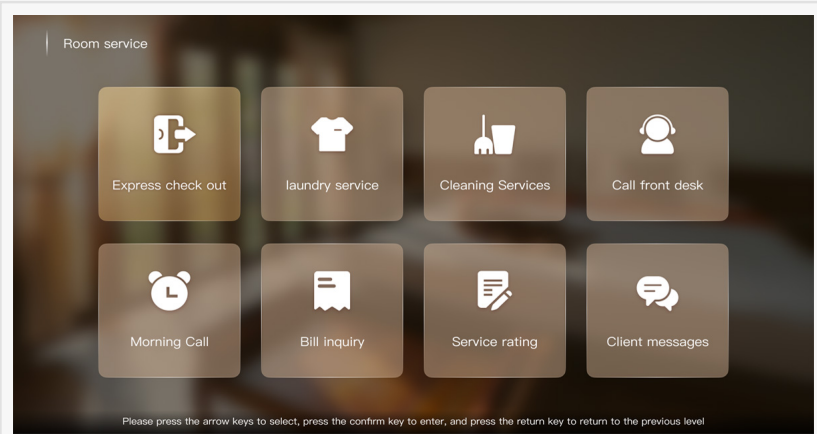 Room service
Express check out
laundry service
Cleaning Services
Call front desk
Morning Call
Bill inquiry
Service rating
Client messages
Please press the arrow keys to select, press the confirm key to enter, and press the return key to return to the previous level